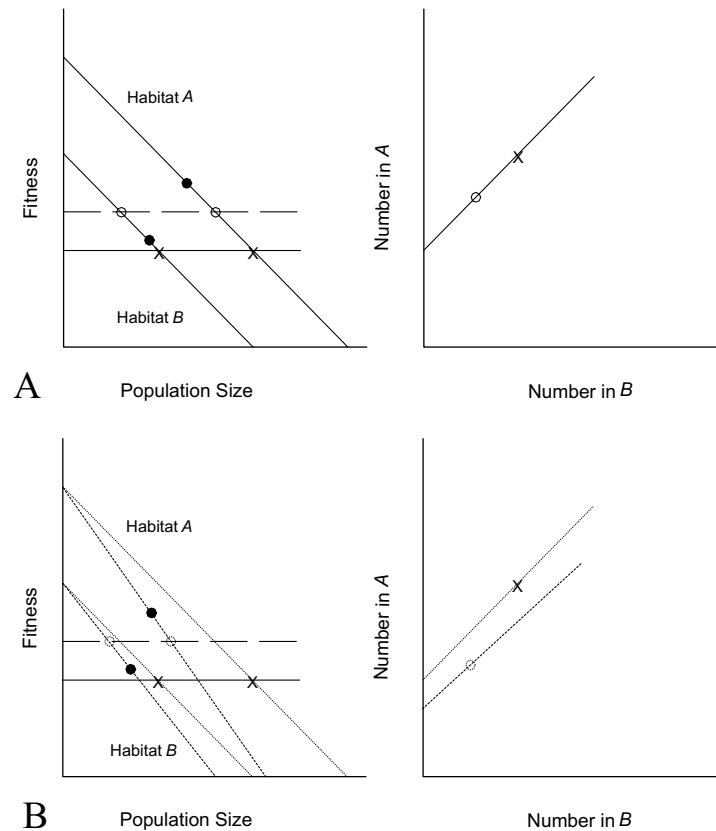 Habitat A
Fitness
Habitat B
Population Size
Number in A
Number in B
A
Habitat A
Fitness
Habitat B
Population Size
Number in A
Number in B
B